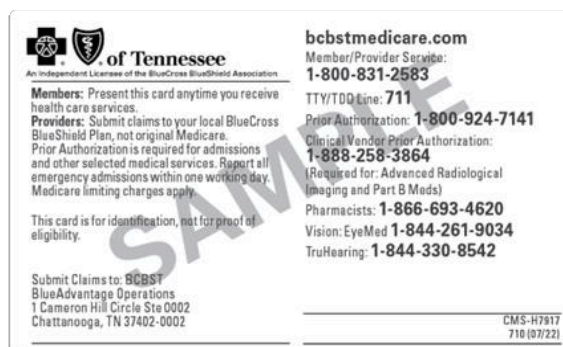 of Tennessee
An Independent Licensee of the BlueCross BlueShield Association
Members: Present this card anytime you receive
health care services.
Providers: Submit claims to your local BlueCross
BlueShield Plan, not original Medicare.
Prior Authorization is required for admissions
and other selected medical services. Report all
emergency admissions within one working day.
Medicare limiting charges apply.
This card is for identification, not for proof of
eligibility.
Submit Claims to: BCBST
BlueAdvantage Operations
1 Cameron Hill Circle Ste 0002
Chattanooga, TN 37402-0002
bcbstmedicare.com
Member/Provider Service:
1-800-831-2583
TTY/TDD Line: 711
Prior Authorization: 1-800-924-7141
Clinical Vendor Prior Authorization:
1-888-258-3864
(Required for: Advanced Radiological
Imaging and Part B Meds)
Pharmacists: 1-866-693-4620
Vision: EyeMed 1-844-261-9034
TruHearing: 1-844-330-8542
CMS-H7917
710 (07/22)
SAMPLE